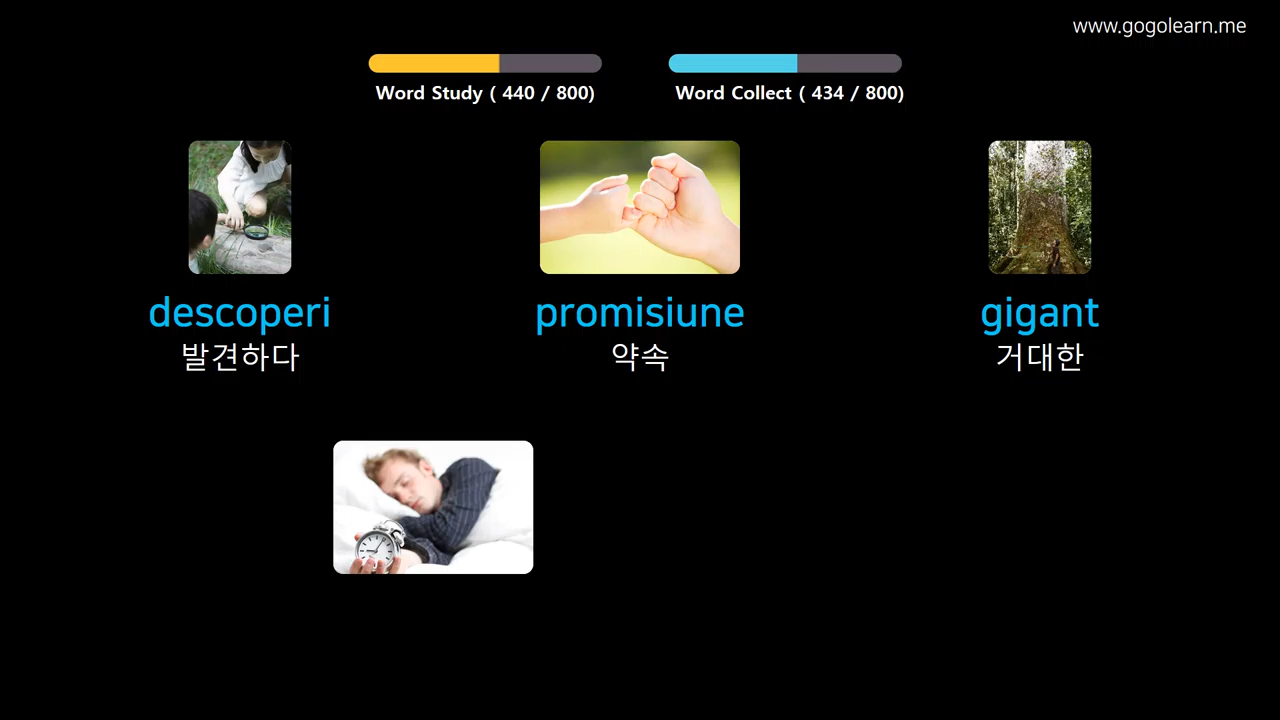 www.gogolearn.me
Word Study ( 440 / 800)
Word Collect ( 434 / 800)
descoperi
발견하다
promisiune
약속
gigant
거대한